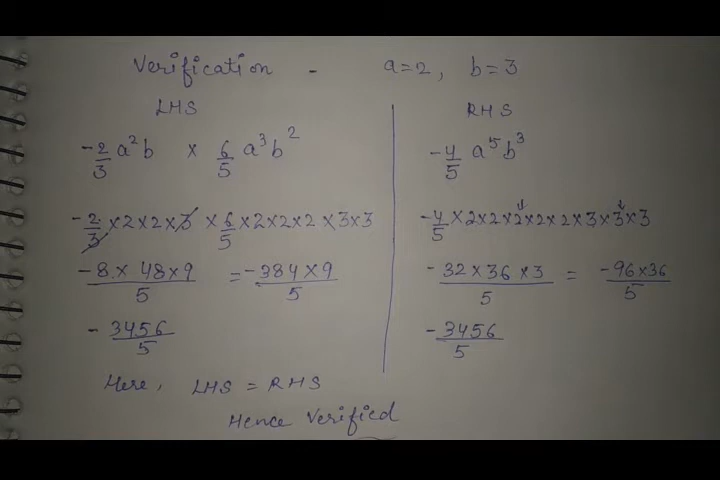 Verification - a=2, b=3
LHS
-2/3 a²b × 6/5 a³b²
-2/3 ×2×2×3 ×6/5 ×2×2×2 ×3×3
-8 × 48×9/5 = -384×9/5
-3456/5
RHS
-4/5 a⁵b³
-4/5 ×2×2×2×2×2×3×3×3
-32×36×3/5 = -96×36/5
-3456/5
Here, LHS = RHS
Hence Verified